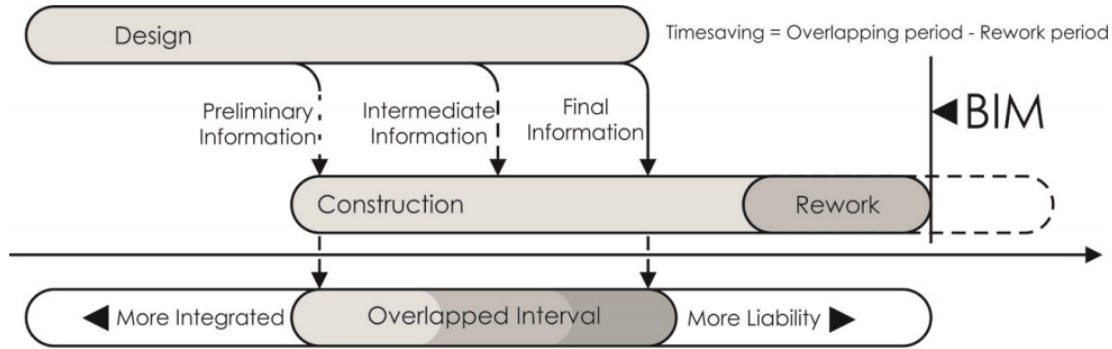 Design
Timesaving = Overlapping period - Rework period
Preliminary
Information
Intermediate
Information
Final
Information
BIM
Construction
Rework
More Integrated
Overlapped Interval
More Liability